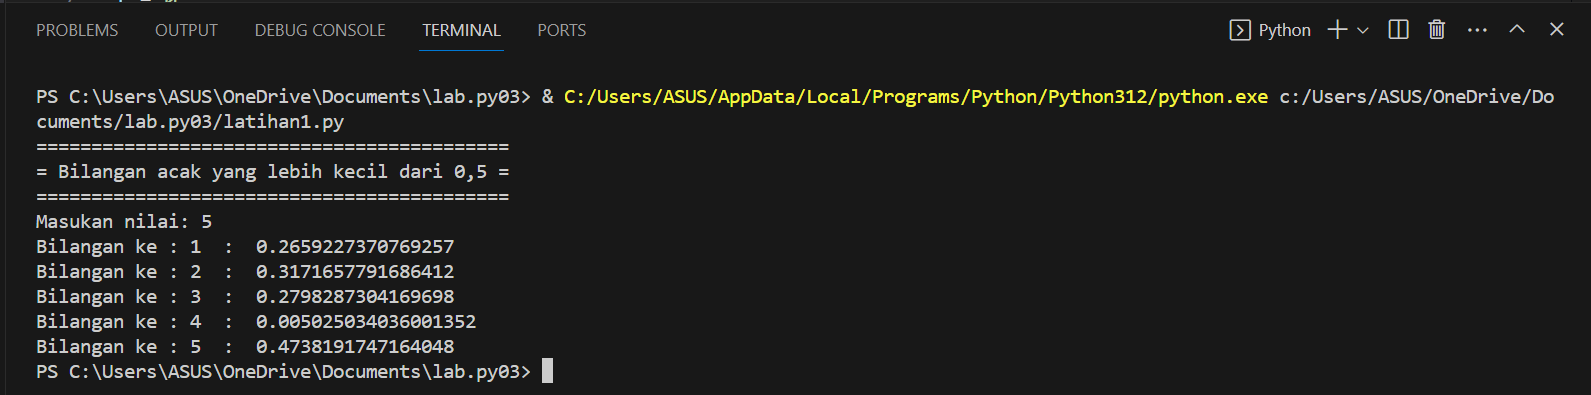 PROBLEMS OUTPUT DEBUG CONSOLE TERMINAL PORTS Python
PS C:\Users\ASUS\OneDrive\Documents\lab.py03> & C:/Users/ASUS/AppData/Local/Programs/Python/Python312/python.exe c:/Users/ASUS/OneDrive/Do
cuments/lab.py03/latihan1.py
===========================================
= Bilangan acak yang lebih kecil dari 0,5 =
===========================================
Masukan nilai: 5
Bilangan ke : 1  :  0.2659227370769257
Bilangan ke : 2  :  0.3171657791686412
Bilangan ke : 3  :  0.2798287304169698
Bilangan ke : 4  :  0.005025034036001352
Bilangan ke : 5  :  0.4738191747164048
PS C:\Users\ASUS\OneDrive\Documents\lab.py03>